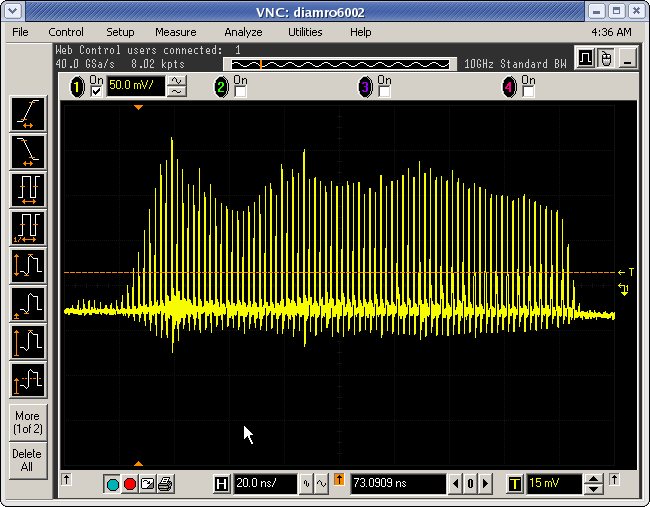 VNC: diamro6002
File Control Setup Measure Analyze Utilities Help 4:36 AM
Web Control users connected: 1
40.0 GSa/s 8.02 kpts 10GHz Standard BW
1 On 50.0 mV/ 2 On 3 On 4 On
T
More
(1of 2)
Delete
All
H 20.0 ns/ 73.0909 ns 0 T 15 mV